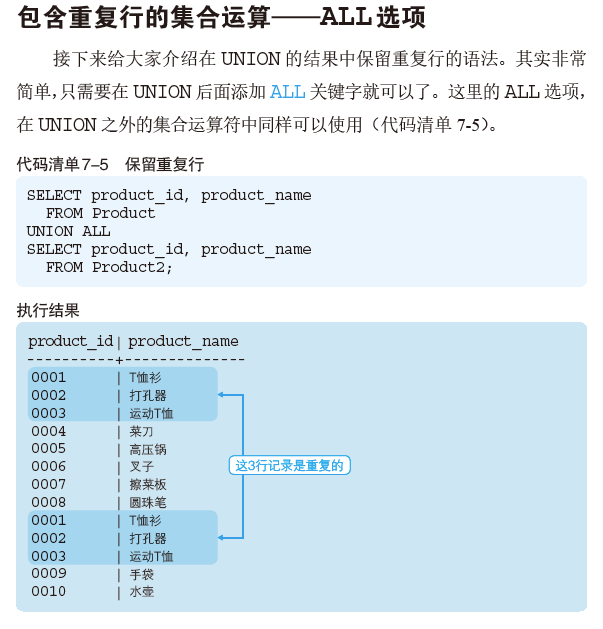 包含重复行的集合运算——ALL选项
接下来给大家介绍在 UNION 的结果中保留重复行的语法。其实非常
简单,只需要在 UNION 后面添加 ALL 关键字就可以了。这里的 ALL 选项,
在 UNION 之外的集合运算符中同样可以使用（代码清单 7-5）。
代码清单7-5 保留重复行
SELECT product_id, product_name
FROM Product
UNION ALL
SELECT product_id, product_name
FROM Product2;
执行结果
product_id| product_name
----------+--------------
0001 | T恤衫
0002 | 打孔器
0003 | 运动T恤
0004 | 菜刀
0005 | 高压锅
这3行记录是重复的
0006 | 叉子
0007 | 擦菜板
0008 | 圆珠笔
0001 | T恤衫
0002 | 打孔器
0003 | 运动T恤
0009 | 手袋
0010 | 水壶